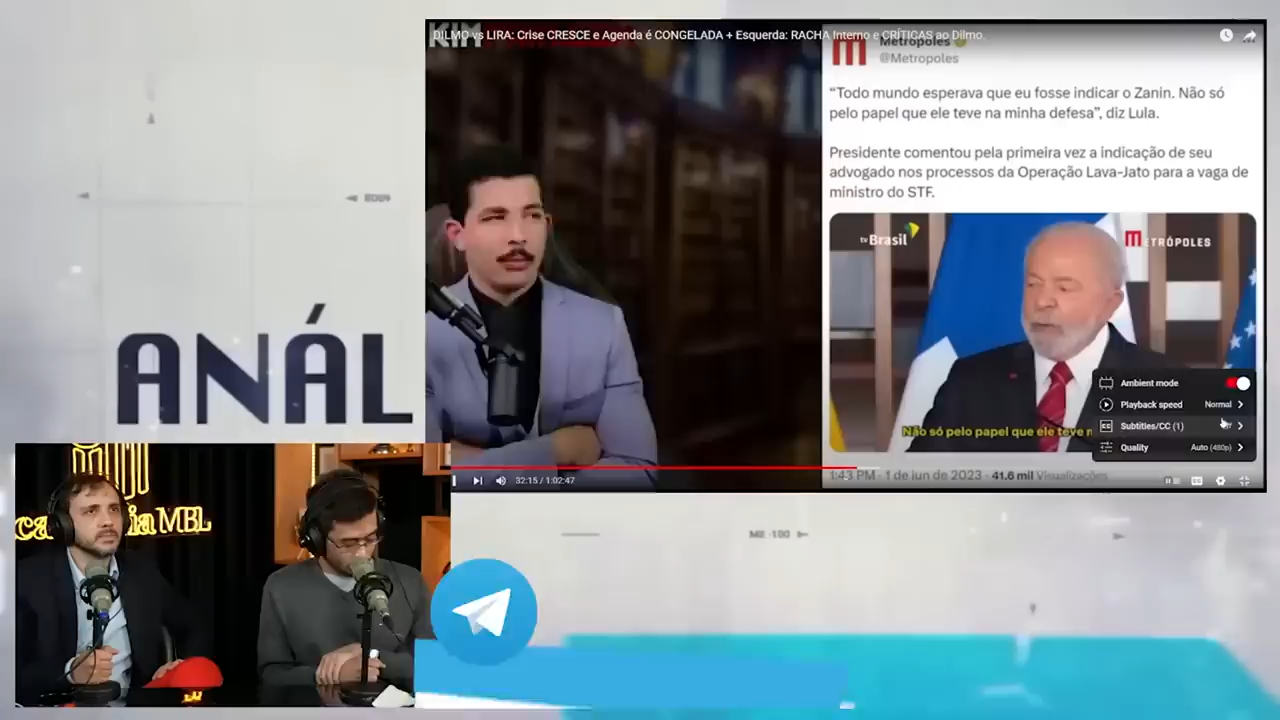 DILMO vs LIRA: Crise CRESCE e Agenda é CONGELADA + Esquerda: RACHA Interno e CRÍTICAS ao Dilmo.
KIM
Metrópoles
@Metropoles
“Todo mundo esperava que eu fosse indicar o Zanin. Não só
pelo papel que ele teve na minha defesa”, diz Lula.
Presidente comentou pela primeira vez a indicação de seu
advogado nos processos da Operação Lava-Jato para a vaga de
ministro do STF.
tv Brasil
METRÓPOLES
Não só pelo papel que ele teve n
Ambient mode
Playback speed Normal
Subtitles/CC (1)
Quality Auto (480p)
1:43 PM · 1 de jun de 2023 · 41.6 mil Visualizações
32:15 / 1:02:47
ANÁL
MBL